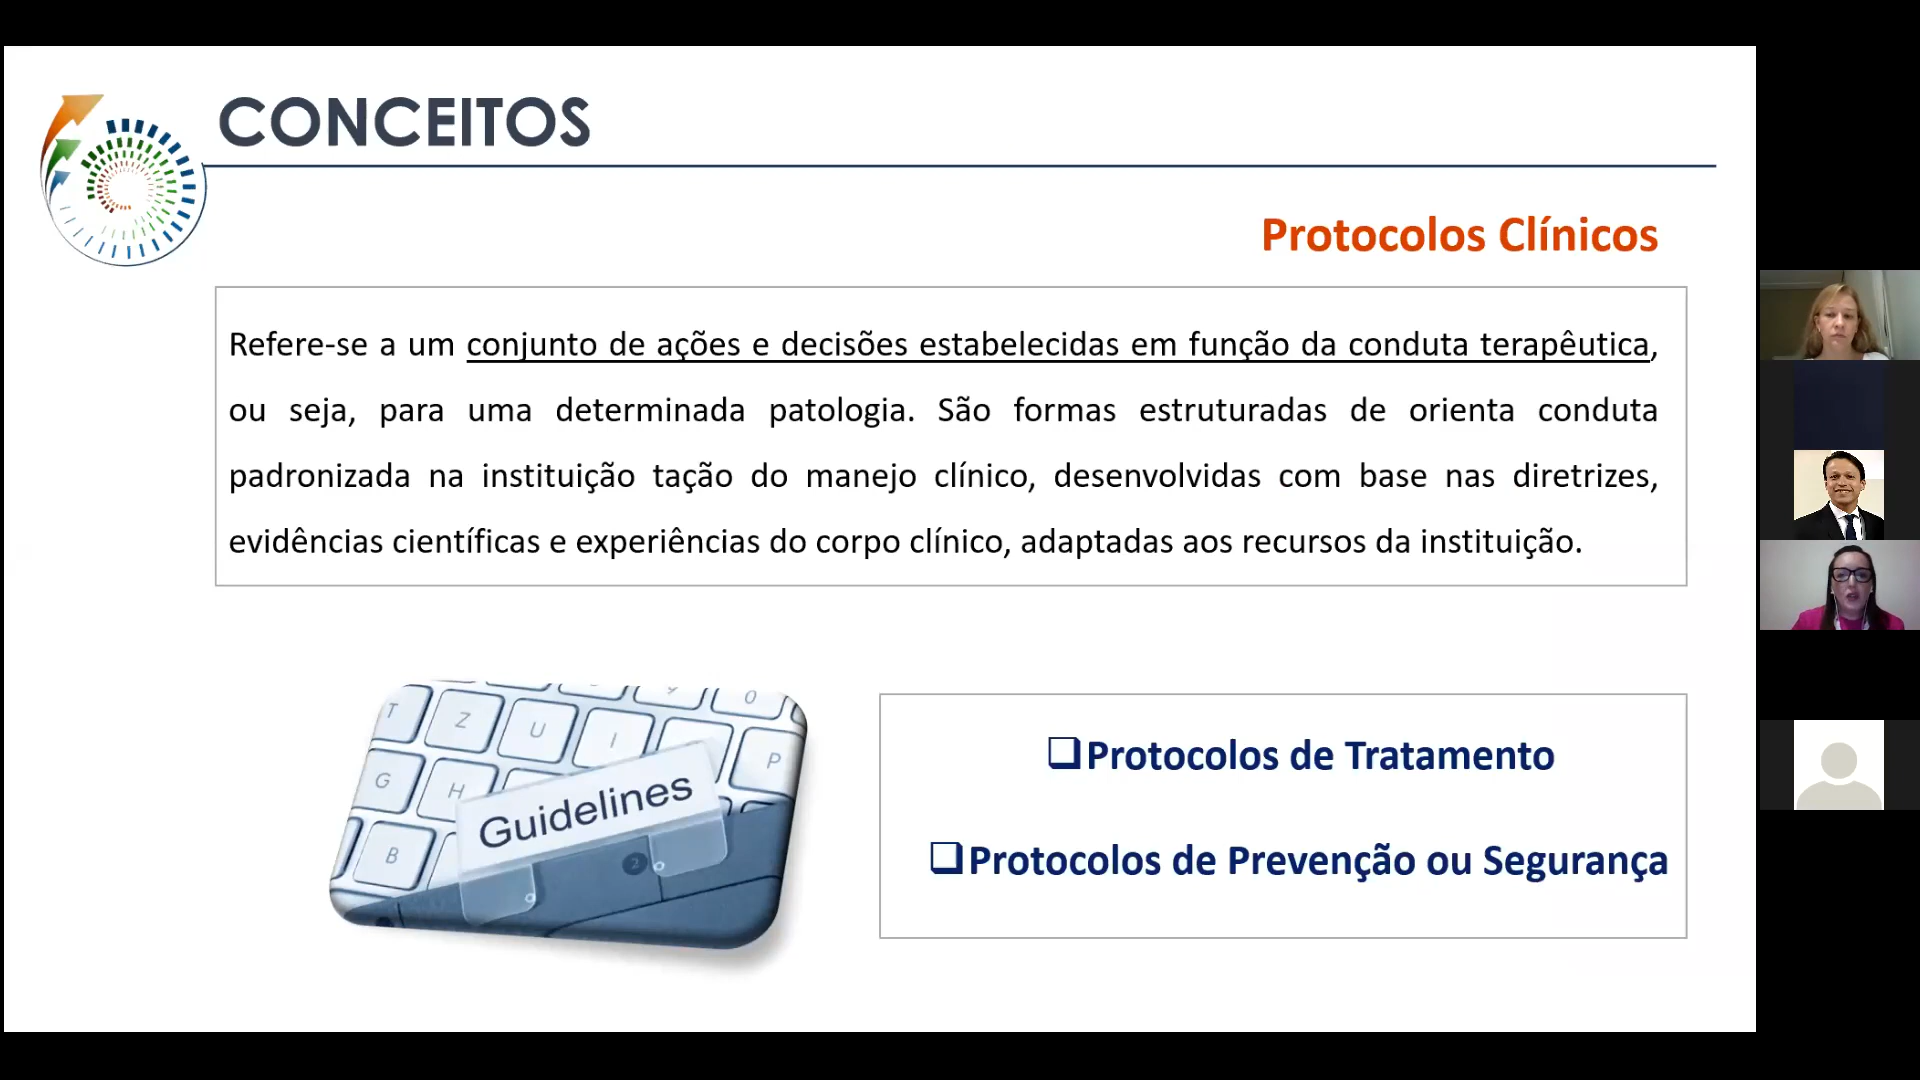 CONCEITOS
Protocolos Clínicos
Refere-se a um conjunto de ações e decisões estabelecidas em função da conduta terapêutica,
ou seja, para uma determinada patologia. São formas estruturadas de orienta conduta
padronizada na instituição tação do manejo clínico, desenvolvidas com base nas diretrizes,
evidências científicas e experiências do corpo clínico, adaptadas aos recursos da instituição.
T Z U I O P
G H
B
Guidelines
2
❑Protocolos de Tratamento
❑Protocolos de Prevenção ou Segurança